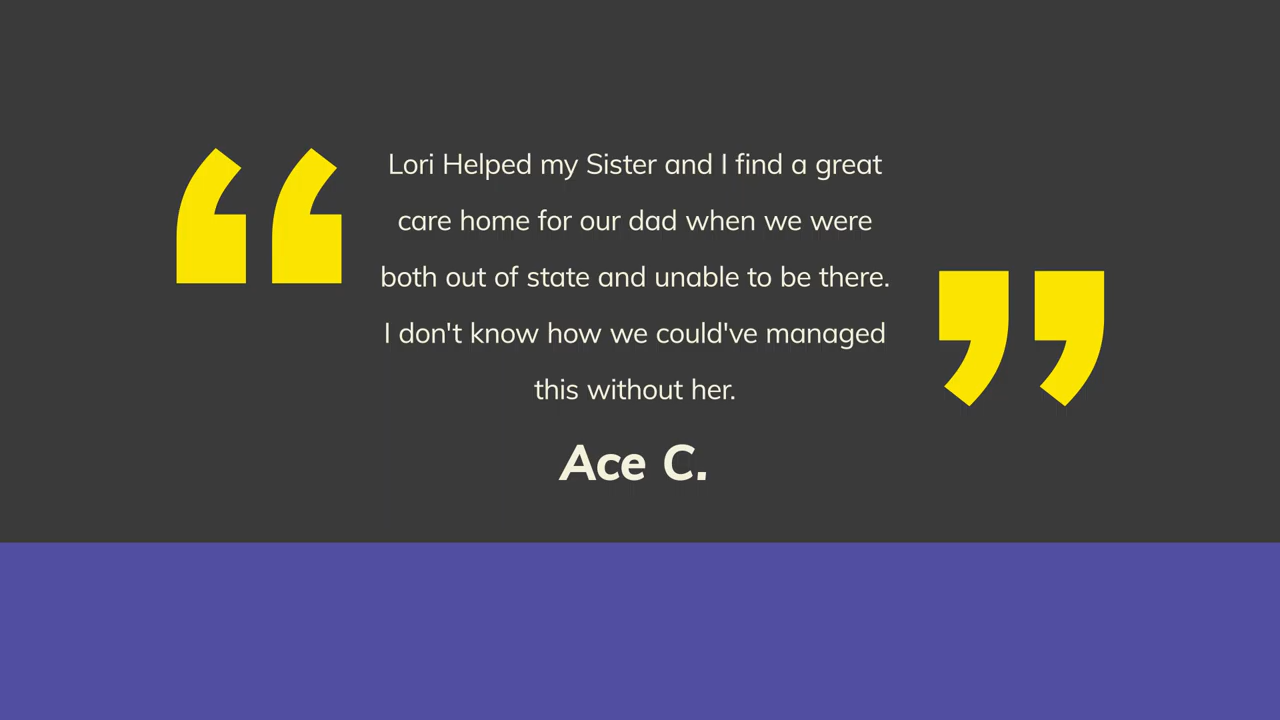 Lori Helped my Sister and I find a great
care home for our dad when we were
both out of state and unable to be there.
I don't know how we could've managed
this without her.
Ace C.